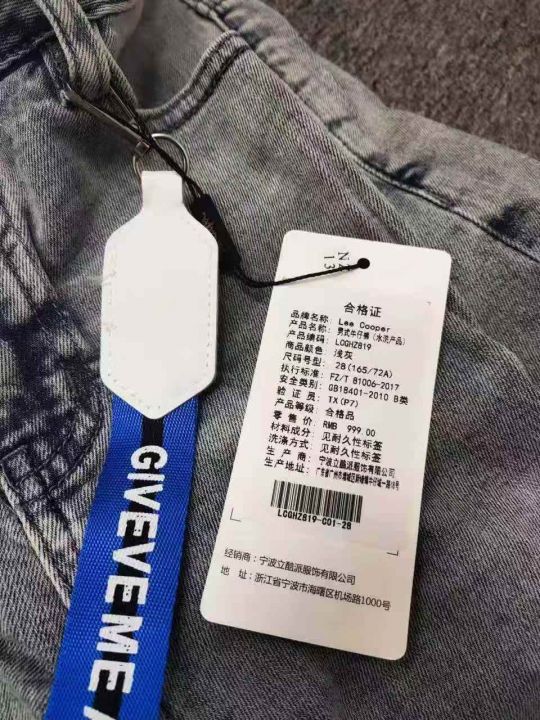 GIVEVE ME
合格证
品牌名称: Lee Cooper
产品名称: 男式牛仔裤(水洗产品)
产品编码: LCGHZ819
商品颜色: 浅灰
尺码号型: 28(165/72A)
执行标准: FZ/T 81006-2017
安全类别: GB18401-2010 B类
验 证 员: TX(P7)
产品等级: 合格品
零 售 价: RMB 999.00
材料成分: 见耐久性标签
洗涤方式: 见耐久性标签
生 产 商: 宁波立酷派服饰有限公司
生产地址:
LCGHZ819-C01-28
经销商:宁波立酷派服饰有限公司
地 址:浙江省宁波市海曙区机场路1000号